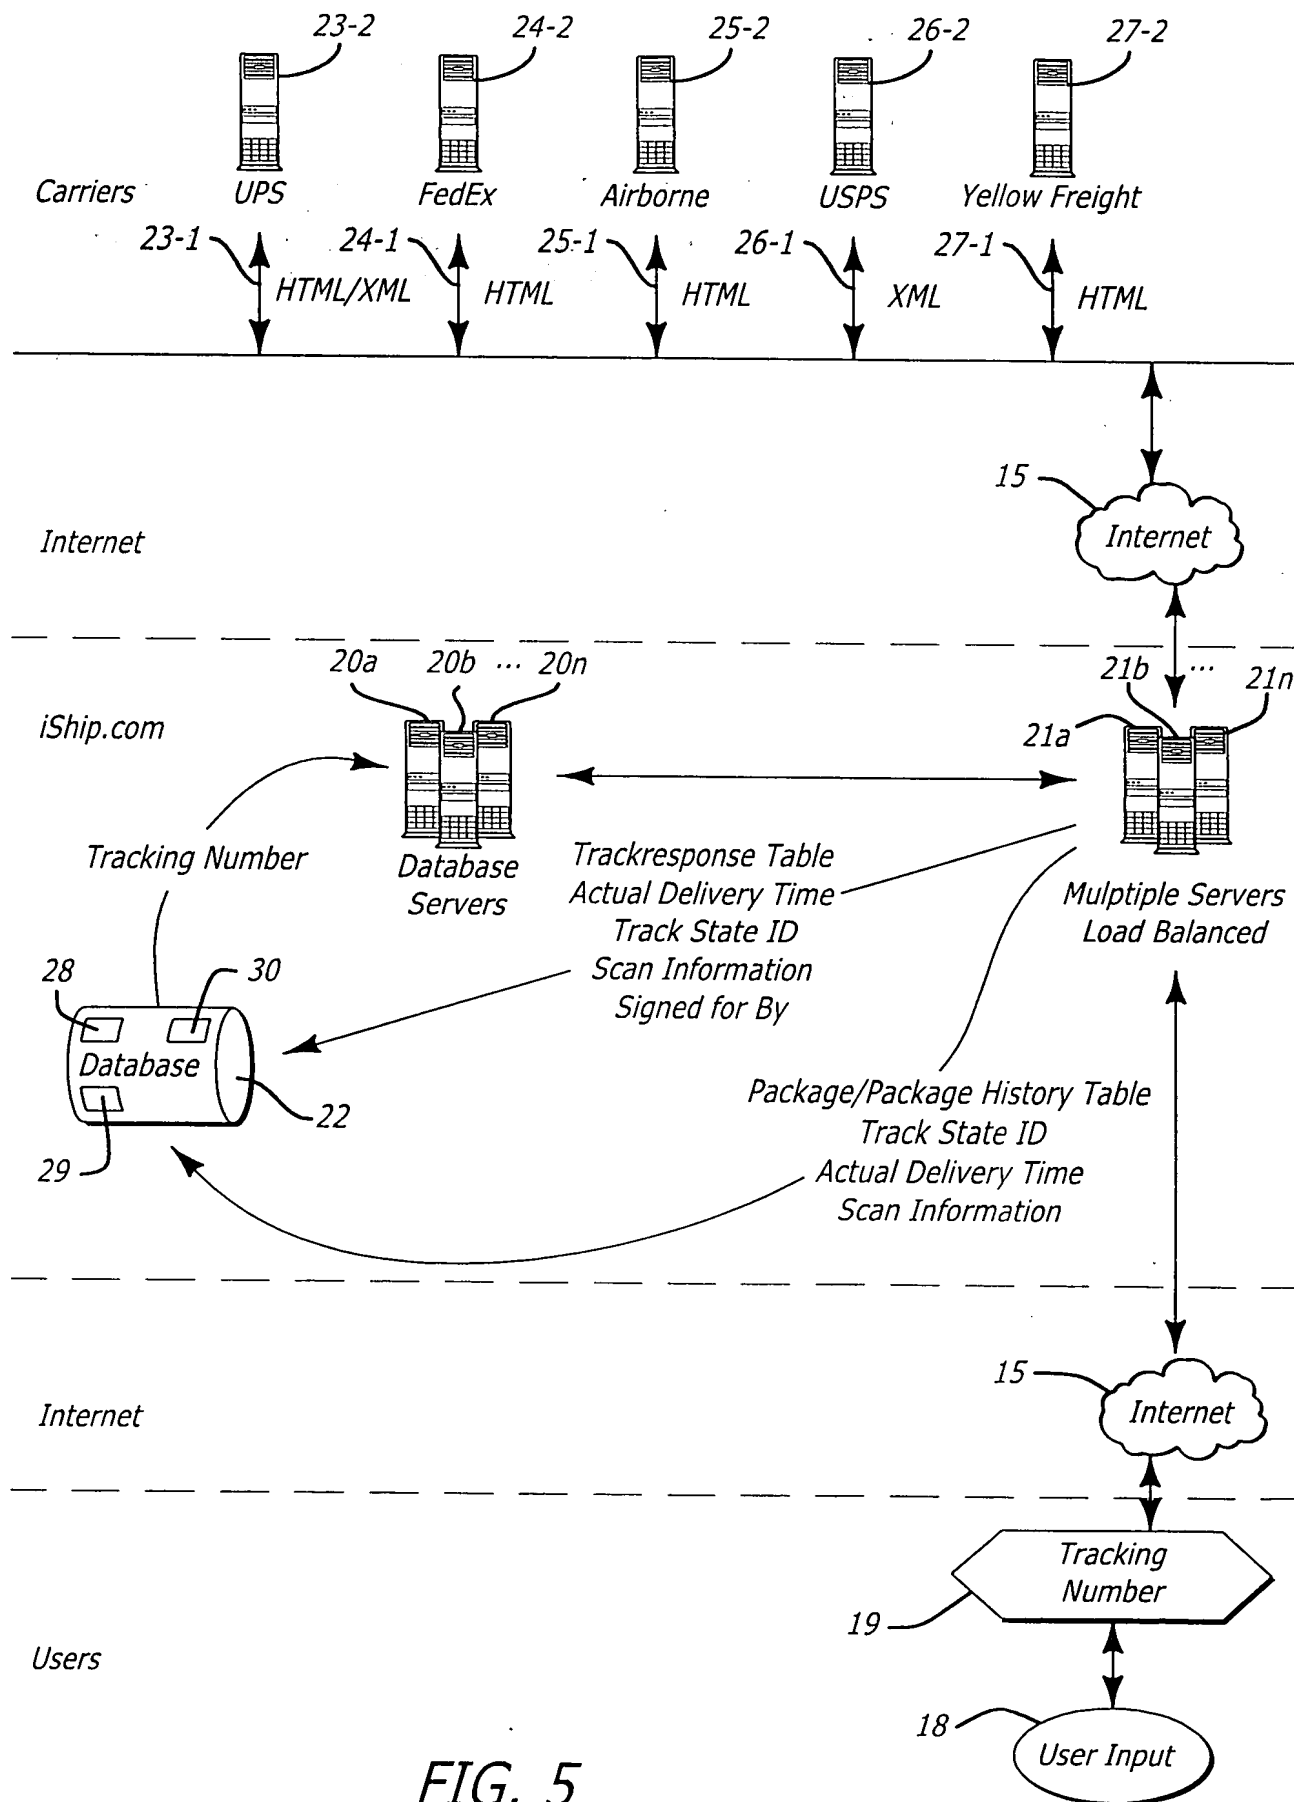 23-2
24-2
25-2
26-2
27-2
Carriers
UPS
FedEx
Airborne
USPS
Yellow Freight
23-1
24-1
25-1
26-1
27-1
HTML/XML
HTML
HTML
XML
HTML
15
Internet
Internet
20a
20b
...
20n
21b
...
21n
21a
iShip.com
Tracking Number
Database
Servers
Trackresponse Table
Actual Delivery Time
Track State ID
Scan Information
Signed for By
Mulptiple Servers
Load Balanced
28
30
Database
29
22
Package/Package History Table
Track State ID
Actual Delivery Time
Scan Information
15
Internet
Internet
Tracking
Number
19
Users
18
User Input
FIG. 5